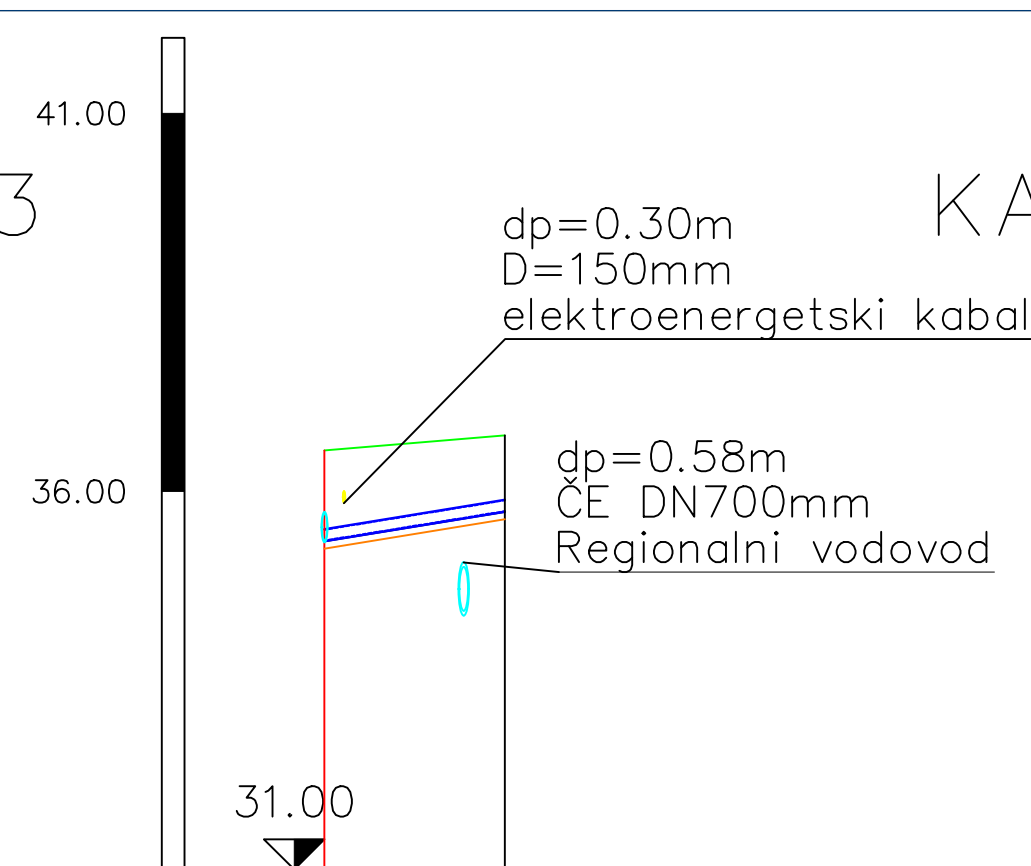 41.00
3
KA
dp=0.30m
D=150mm
elektroenergetski kabal
dp=0.58m
36.00
ČE DN700mm
Regionalni vodovod
31.00